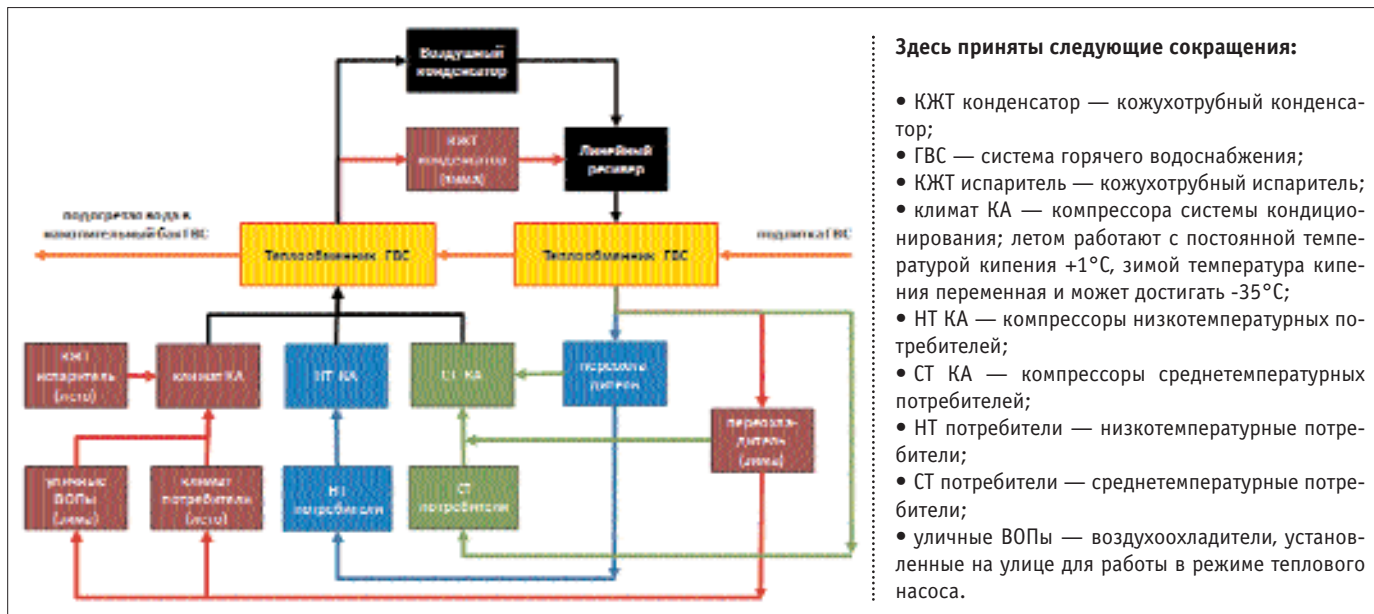 Воздушный
конденсатор
КЖТ
конденсатор
(зима)
Линейный
ресивер
подогретая вода в
накопительный бак ГВС
Теплообменник ГВС
Теплообменник ГВС
подпитка ГВС
КЖТ
испаритель
(лето)
климат КА
НТ КА
СТ КА
переохла
дитель
переохла-
дитель
(зима)
уличные
ВОПы
(зима)
климат
потребители
(лето)
НТ
потребители
СТ
потребители
Здесь приняты следующие сокращения:
• КЖТ конденсатор — кожухотрубный конденса-
тор;
• ГВС — система горячего водоснабжения;
• КЖТ испаритель — кожухотрубный испаритель;
• климат КА — компрессора системы кондицио-
нирования; летом работают с постоянной темпе-
ратурой кипения +1°С, зимой температура кипе-
ния переменная и может достигать -35°С;
• НТ КА — компрессоры низкотемпературных по-
требителей;
• СТ КА — компрессоры среднетемпературных
потребителей;
• НТ потребители — низкотемпературные потре-
бители;
• СТ потребители — среднетемпературные потре-
бители;
• уличные ВОПы — воздухоохладители, установ-
ленные на улице для работы в режиме теплового
насоса.